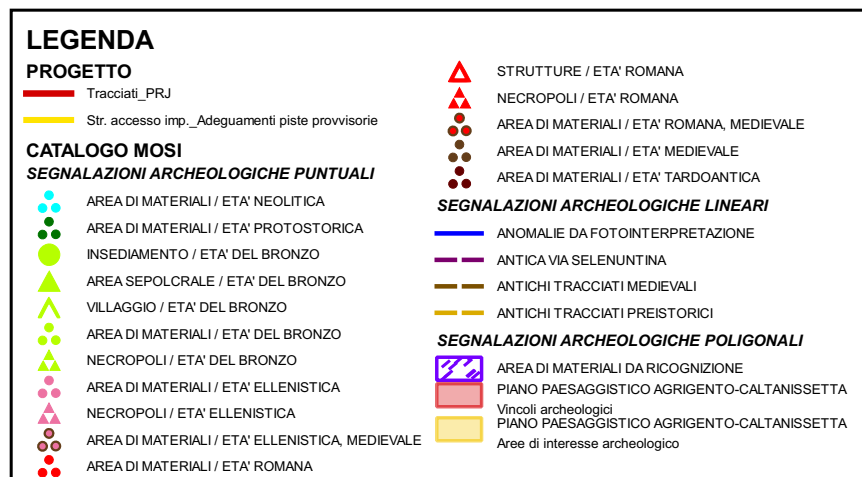 LEGENDA
PROGETTO
Tracciati_PRJ
Str. accesso imp._Adeguamenti piste provvisorie
CATALOGO MOSI
SEGNALAZIONI ARCHEOLOGICHE PUNTUALI
AREA DI MATERIALI / ETA' NEOLITICA
AREA DI MATERIALI / ETA' PROTOSTORICA
INSEDIAMENTO / ETA' DEL BRONZO
AREA SEPOLCRALE / ETA' DEL BRONZO
VILLAGGIO / ETA' DEL BRONZO
AREA DI MATERIALI / ETA' DEL BRONZO
NECROPOLI / ETA' DEL BRONZO
AREA DI MATERIALI / ETA' ELLENISTICA
NECROPOLI / ETA' ELLENISTICA
AREA DI MATERIALI / ETA' ELLENISTICA, MEDIEVALE
AREA DI MATERIALI / ETA' ROMANA
STRUTTURE / ETA' ROMANA
NECROPOLI / ETA' ROMANA
AREA DI MATERIALI / ETA' ROMANA, MEDIEVALE
AREA DI MATERIALI / ETA' MEDIEVALE
AREA DI MATERIALI / ETA' TARDOANTICA
SEGNALAZIONI ARCHEOLOGICHE LINEARI
ANOMALIE DA FOTOINTERPRETAZIONE
ANTICA VIA SELENUNTINA
ANTICHI TRACCIATI MEDIEVALI
ANTICHI TRACCIATI PREISTORICI
SEGNALAZIONI ARCHEOLOGICHE POLIGONALI
AREA DI MATERIALI DA RICOGNIZIONE
PIANO PAESAGGISTICO AGRIGENTO-CALTANISSETTA
Vincoli archeologici
PIANO PAESAGGISTICO AGRIGENTO-CALTANISSETTA
Aree di interesse archeologico